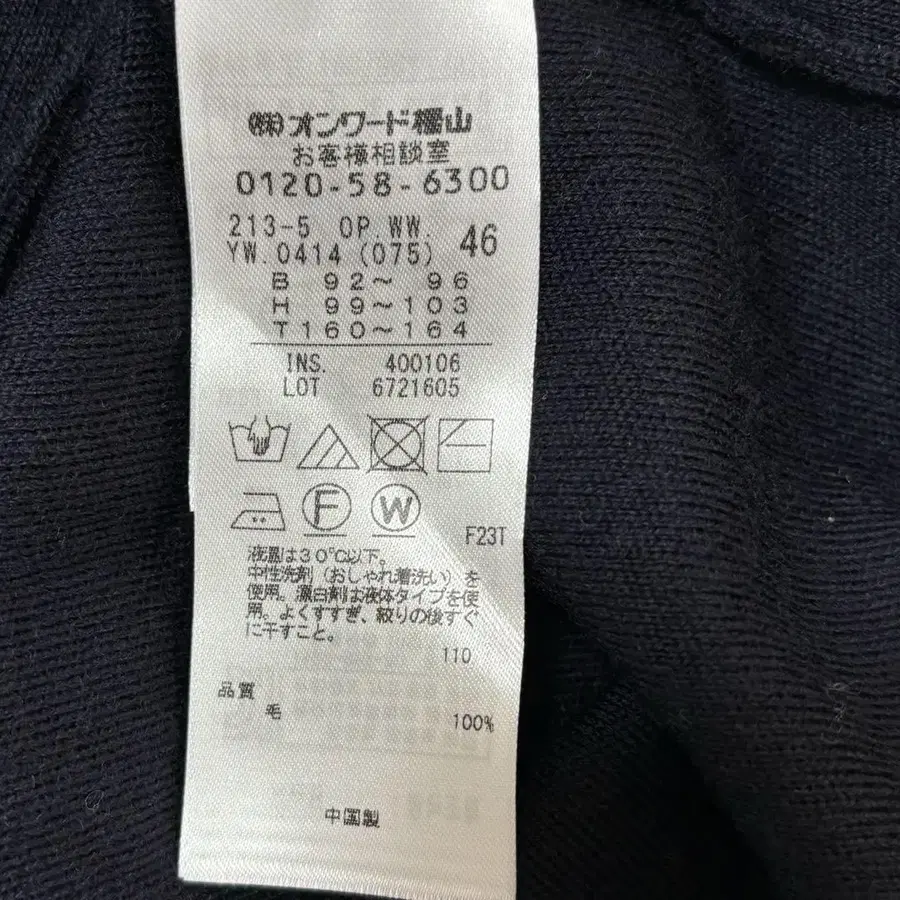 ㈱オンワード樫山
お客様相談室
0120-58-6300
213-5 OP.WW.
YW.0414(075) 46
B 92〜 96
H 99〜103
T160〜164
INS. 400106
LOT 6721605
F W
F23T
液温は30℃以下。
中性洗剤(おしゃれ着洗い)を
使用。漂白剤は液体タイプを使
用。よくすすぎ、絞りの後すぐ
に干すこと。
110
品質
毛 100%
中国製